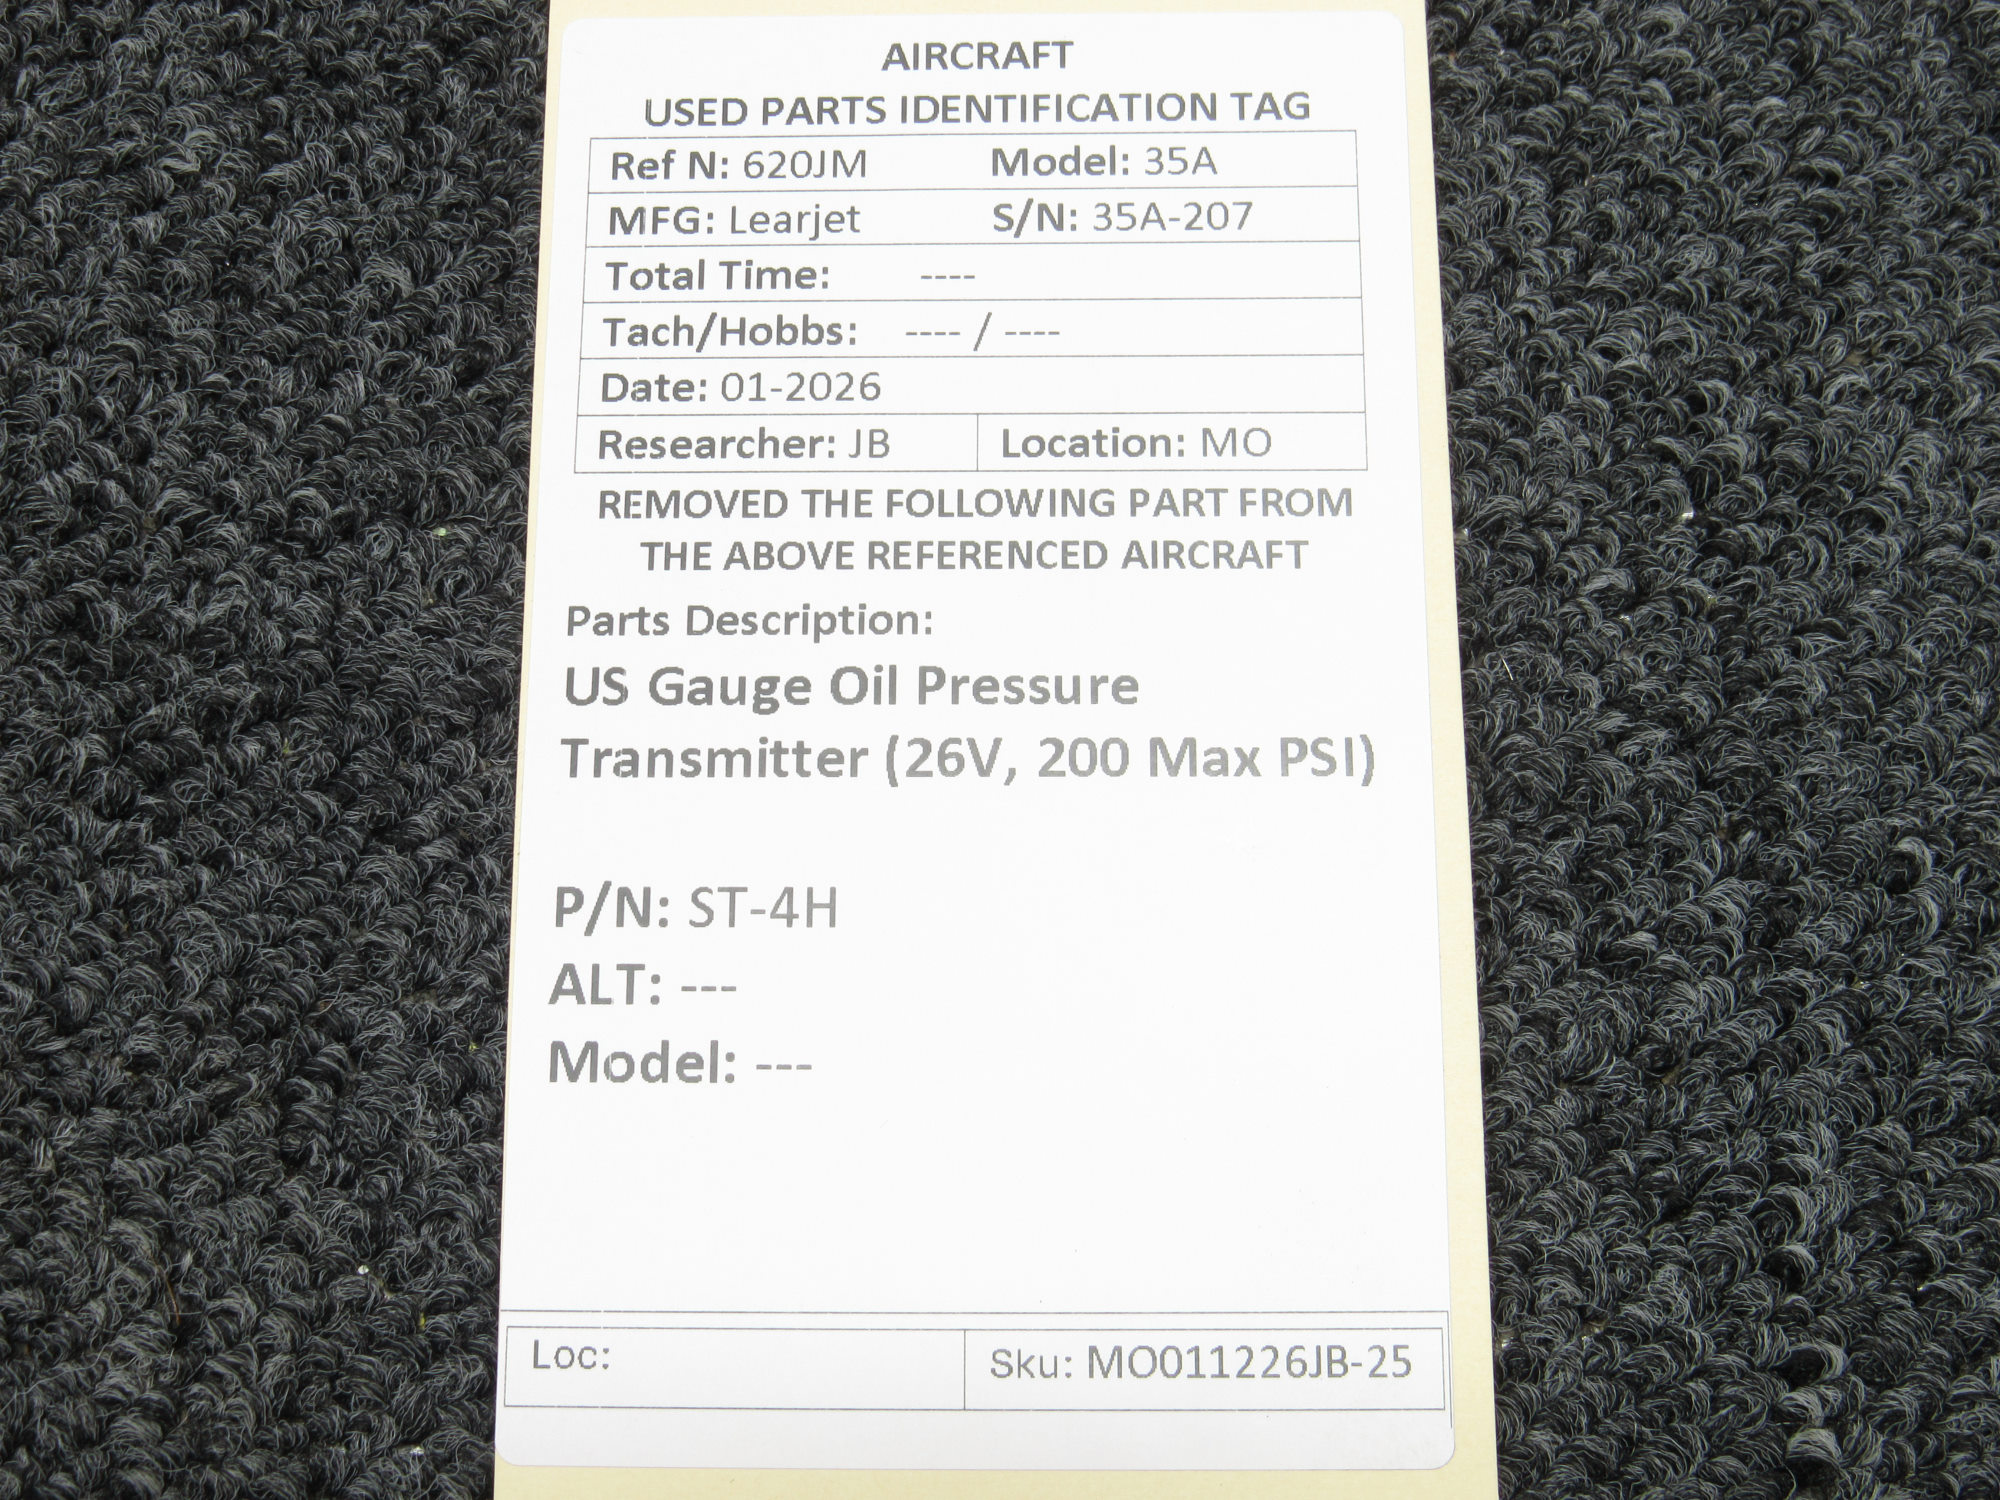 AIRCRAFT
USED PARTS IDENTIFICATION TAG
Ref N: 620JM Model: 35A
MFG: Learjet S/N: 35A-207
Total Time: ----
Tach/Hobbs: ---- / ----
Date: 01-2026
Researcher: JB Location: MO
REMOVED THE FOLLOWING PART FROM
THE ABOVE REFERENCED AIRCRAFT
Parts Description:
US Gauge Oil Pressure
Transmitter (26V, 200 Max PSI)
P/N: ST-4H
ALT: ---
Model: ---
Loc: Sku: MO011226JB-25